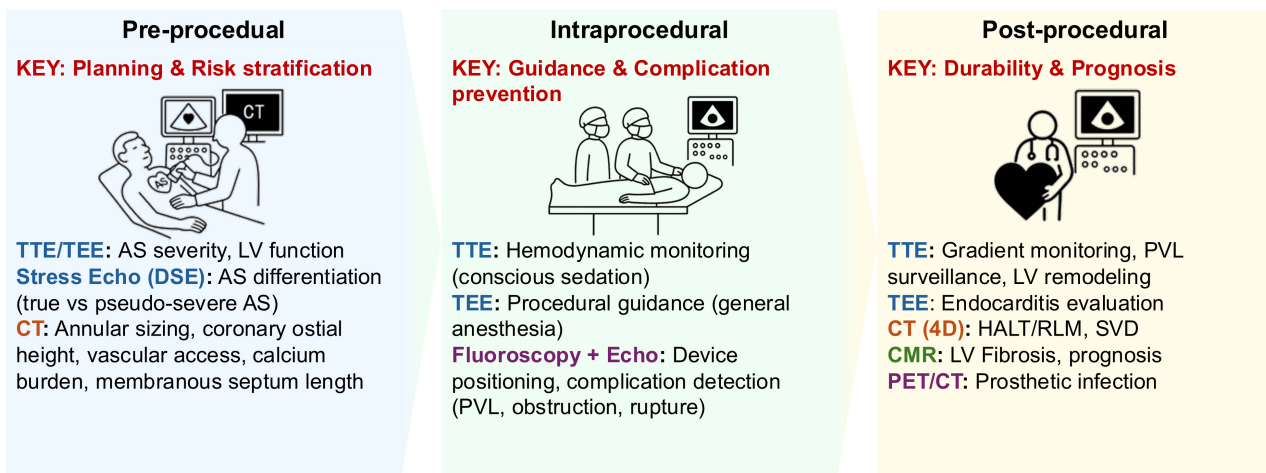 Pre-procedual
KEY: Planning & Risk stratification
CT
AS
TTE/TEE: AS severity, LV function
Stress Echo (DSE): AS differentiation
(true vs pseudo-severe AS)
CT: Annular sizing, coronary ostial
height, vascular access, calcium
burden, membranous septum length
Intraprocedural
KEY: Guidance & Complication
prevention
TTE: Hemodynamic monitoring
(conscious sedation)
TEE: Procedural guidance (general
anesthesia)
Fluoroscopy + Echo: Device
positioning, complication detection
(PVL, obstruction, rupture)
Post-procedural
KEY: Durability & Prognosis
TTE: Gradient monitoring, PVL
surveillance, LV remodeling
TEE: Endocarditis evaluation
CT (4D): HALT/RLM, SVD
CMR: LV Fibrosis, prognosis
PET/CT: Prosthetic infection